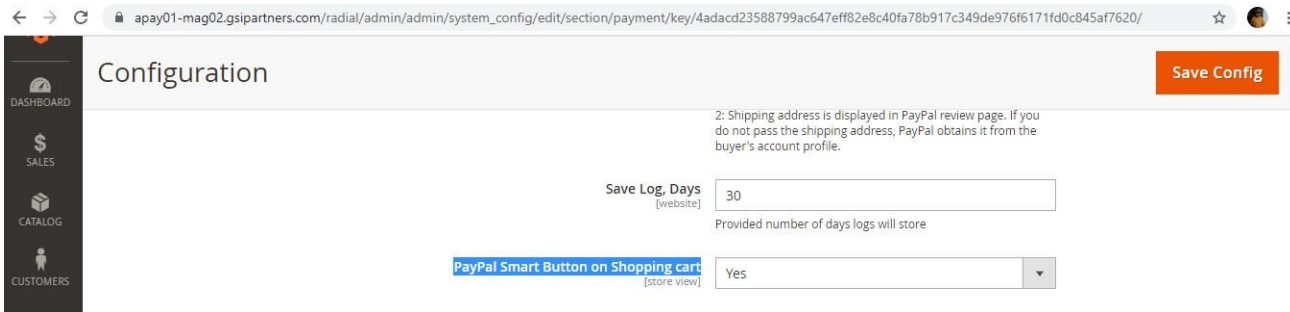 apay01-mag02.gsipartners.com/radial/admin/admin/system_config/edit/section/payment/key/4adacd23588799ac647eff82e8c40fa78b917c349de976f6171fd0c845af7620/
Configuration
Save Config
DASHBOARD
SALES
CATALOG
CUSTOMERS
2: Shipping address is displayed in PayPal review page. If you
do not pass the shipping address, PayPal obtains it from the
buyer's account profile.
Save Log, Days
[website]
30
Provided number of days logs will store
PayPal Smart Button on Shopping cart
[store view]
Yes